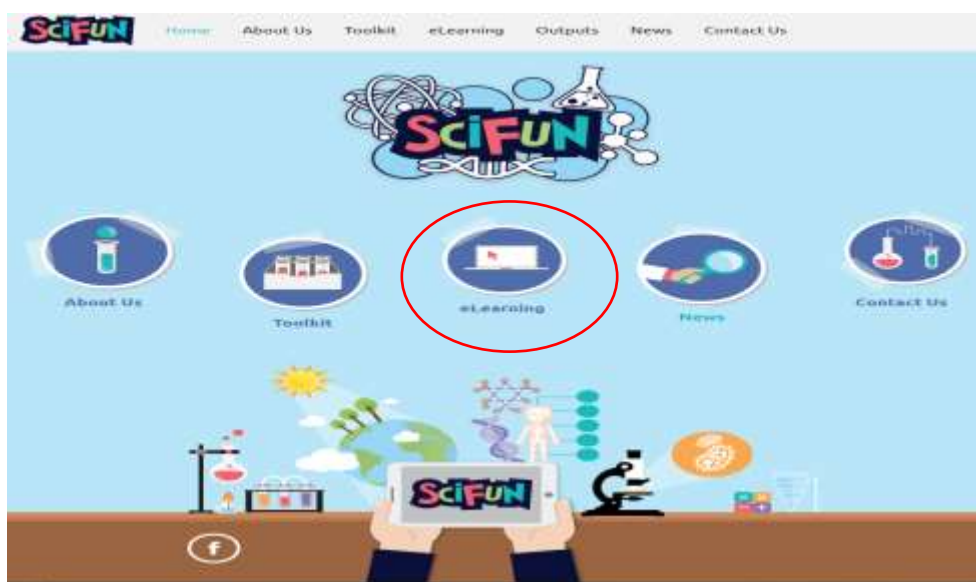 SciFUN Home About Us Toolkit eLearning Outputs News Contact Us
SciFUN
About Us Toolkit eLearning News Contact Us
SciFUN
f